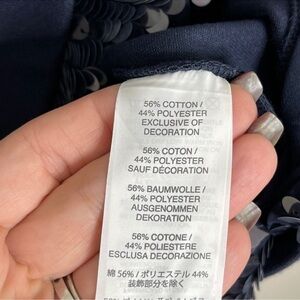 56% COTTON /
44% POLYESTER
EXCLUSIVE OF
DECORATION
56% COTON /
44% POLYESTER
SAUF DÉCORATION
56% BAUMWOLLE /
44% POLYESTER
AUSGENOMMEN
DEKORATION
56% COTONE /
44% POLIESTERE
ESCLUSA DECORAZIONE
綿 56% / ポリエステル 44%
装飾部分を除く